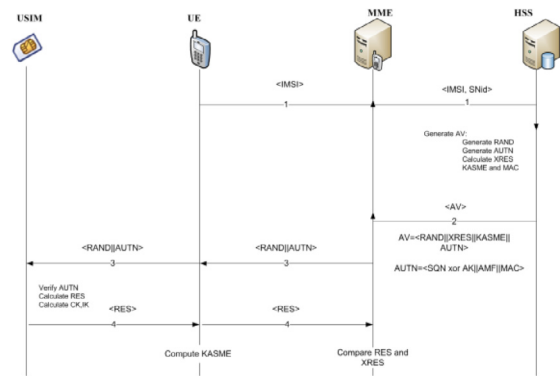 USIM
UE
MME
HSS
<IMSI>
1
<IMSI, SNid>
1
Generate AV:
Generate RAND
Generate AUTN
Calculate XRES
KASME and MAC
<AV>
2
AV=<RAND||XRES||KASME||
AUTN>
AUTN=<SQN xor AK||AMF||MAC>
<RAND||AUTN>
3
<RAND||AUTN>
3
Verify AUTN
Calculate RES
Calculate CK,IK
<RES>
4
<RES>
4
Compute KASME
Compare RES and
XRES